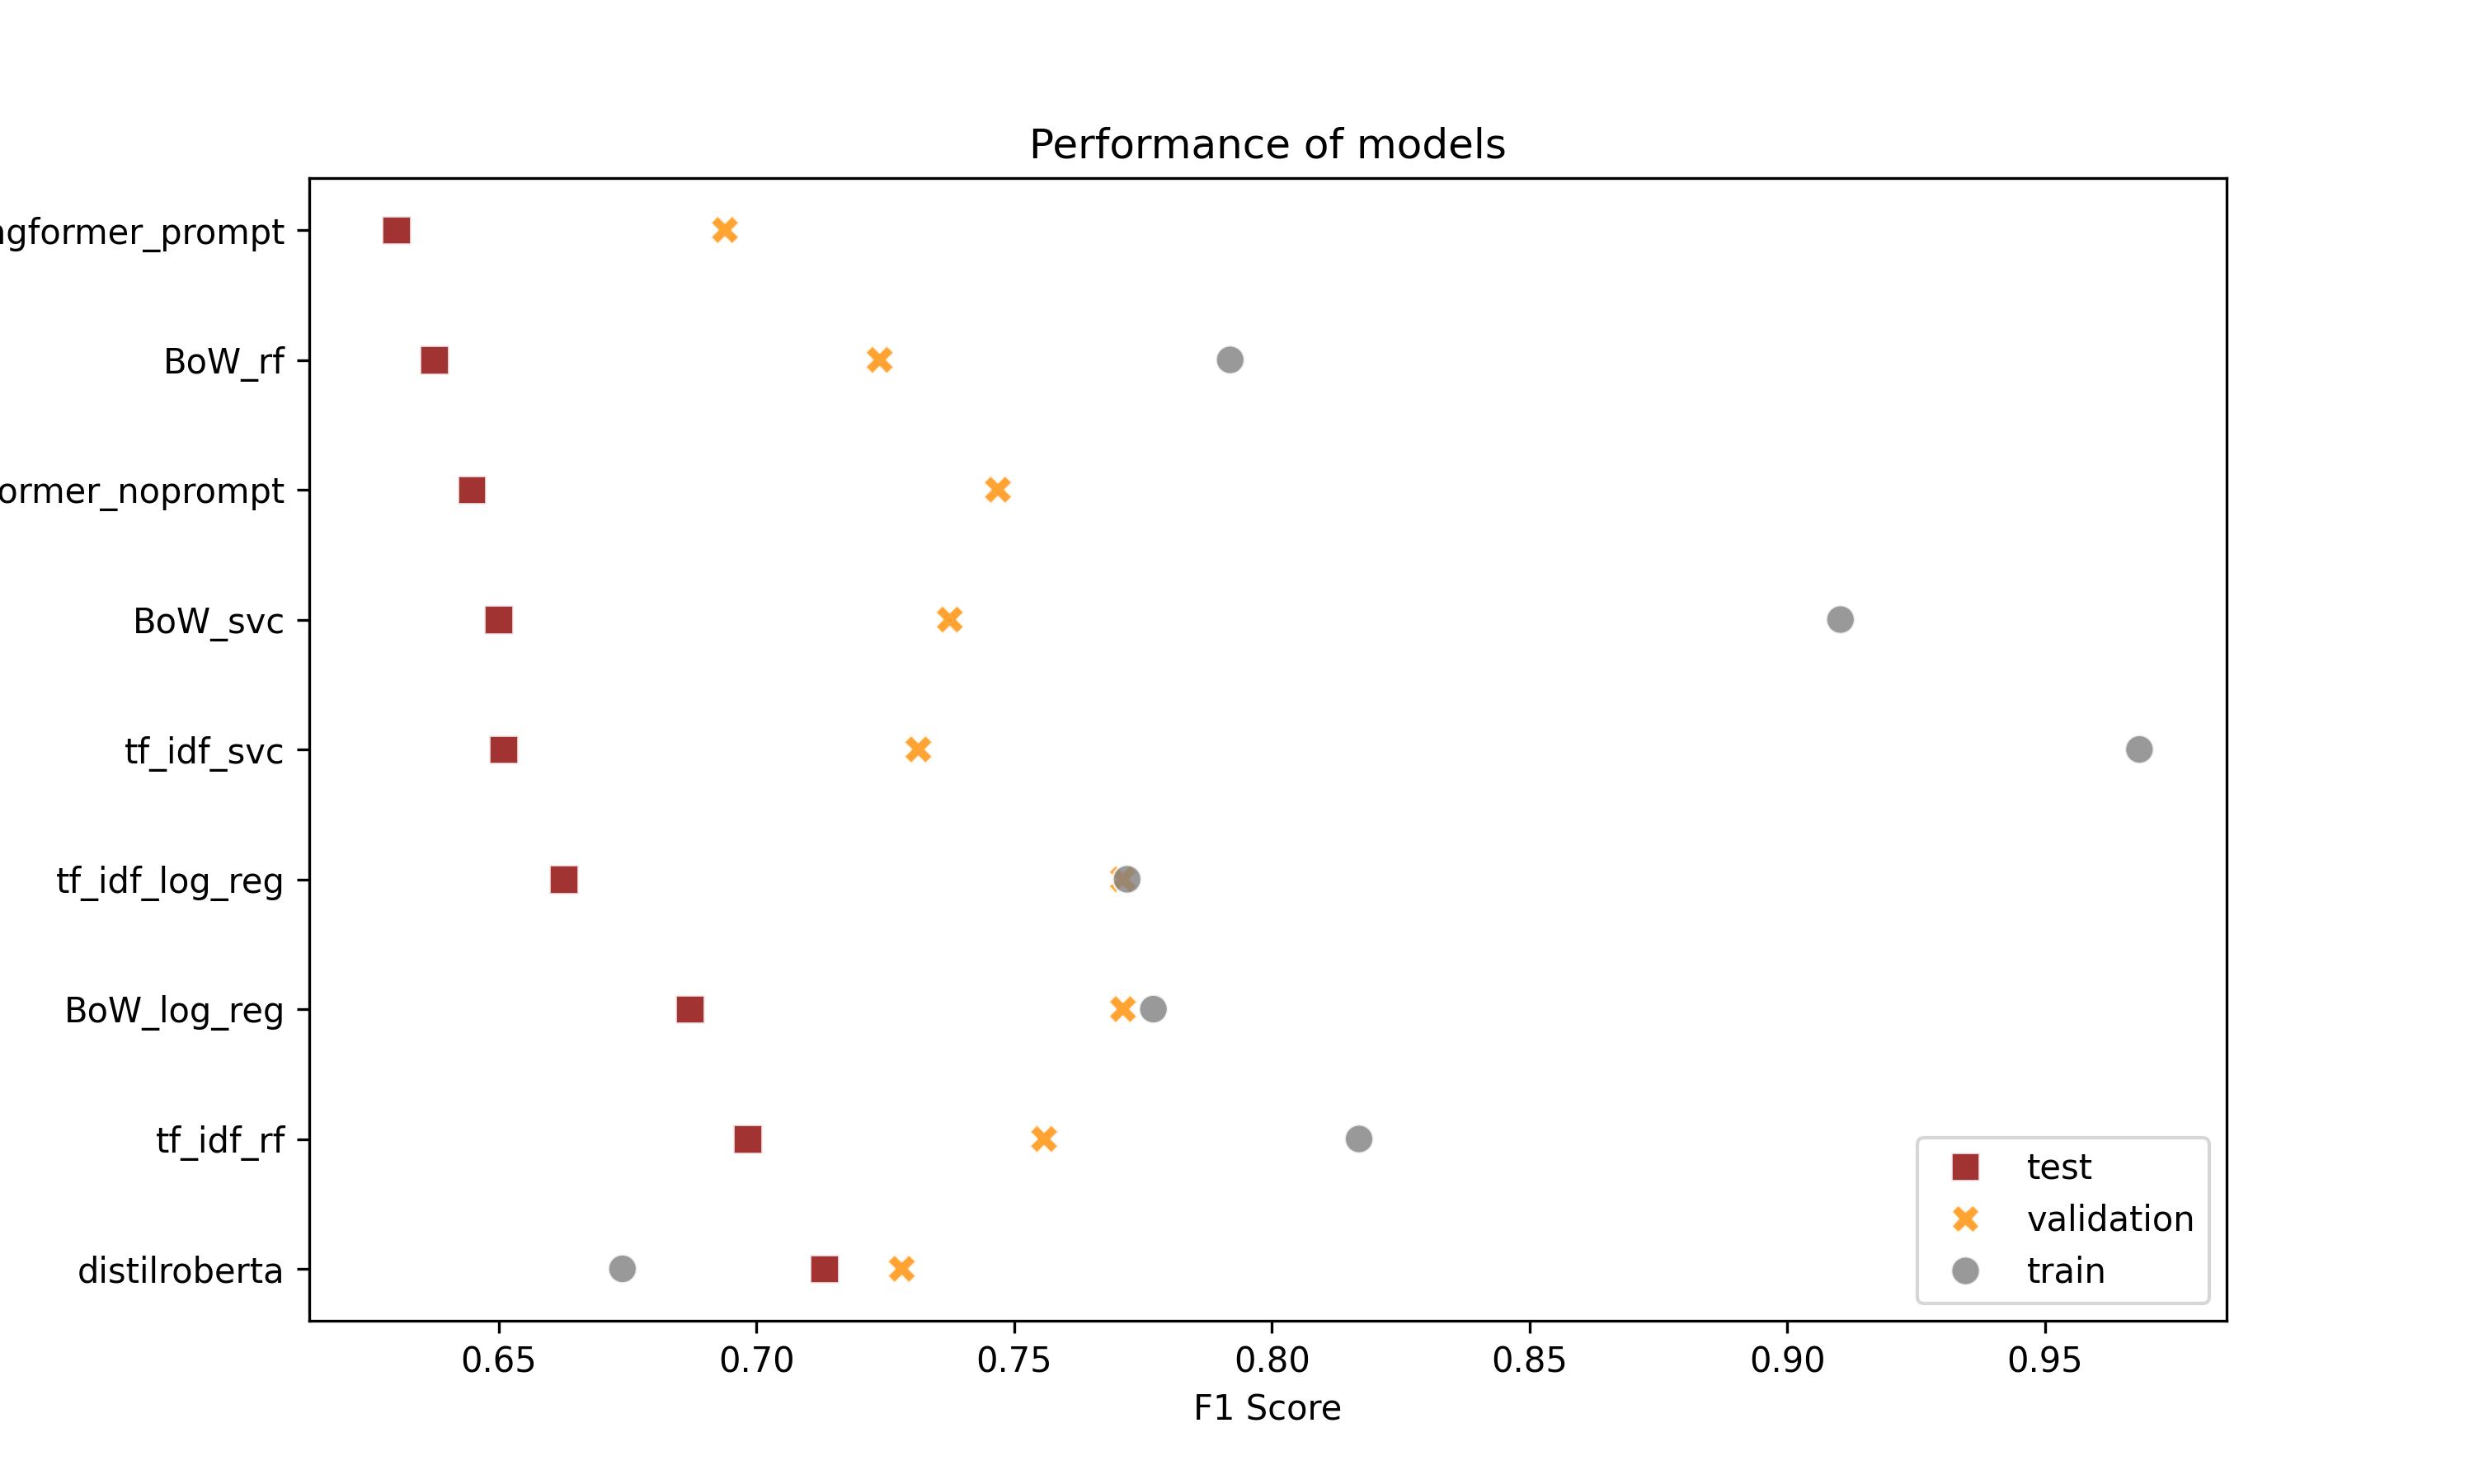 Performance of models
ngformer_prompt
BoW_rf
ormer_noprompt
BoW_svc
tf_idf_svc
tf_idf_log_reg
BoW_log_reg
tf_idf_rf
distilroberta
test
validation
train
0.65 0.70 0.75 0.80 0.85 0.90 0.95
F1 Score